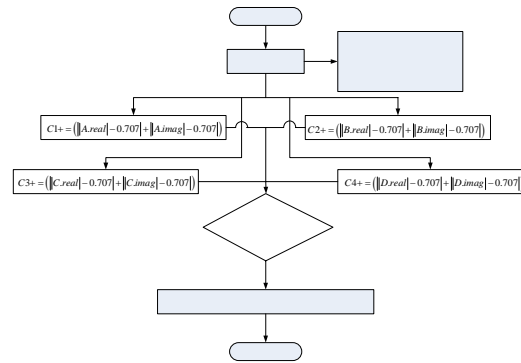 C1+=(||A.real|−0.707|+||A.imag|−0.707|)
C2+=(||B.real|−0.707|+||B.imag|−0.707|)
C3+=(||C.real|−0.707|+||C.imag|−0.707|)
C4+=(||D.real|−0.707|+||D.imag|−0.707|